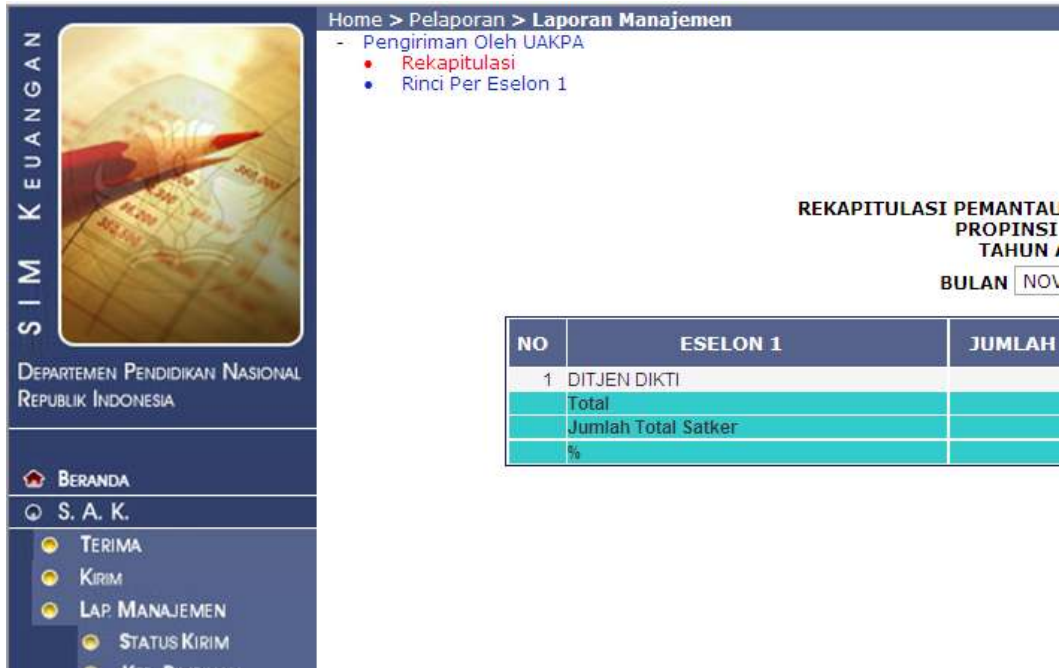 Home > Pelaporan > Laporan Manajemen
- Pengiriman Oleh UAKPA
• Rekapitulasi
• Rinci Per Eselon 1
SIM KEUANGAN
360,000
DEPARTEMEN PENDIDIKAN NASIONAL
REPUBLIK INDONESIA
BERANDA
S. A. K.
TERIMA
KIRIM
LAP. MANAJEMEN
STATUS KIRIM
REKAPITULASI PEMANTAU
PROPINSI
TAHUN A
BULAN NOV
NO ESELON 1 JUMLAH
1 DITJEN DIKTI
Total
Jumlah Total Satker
%